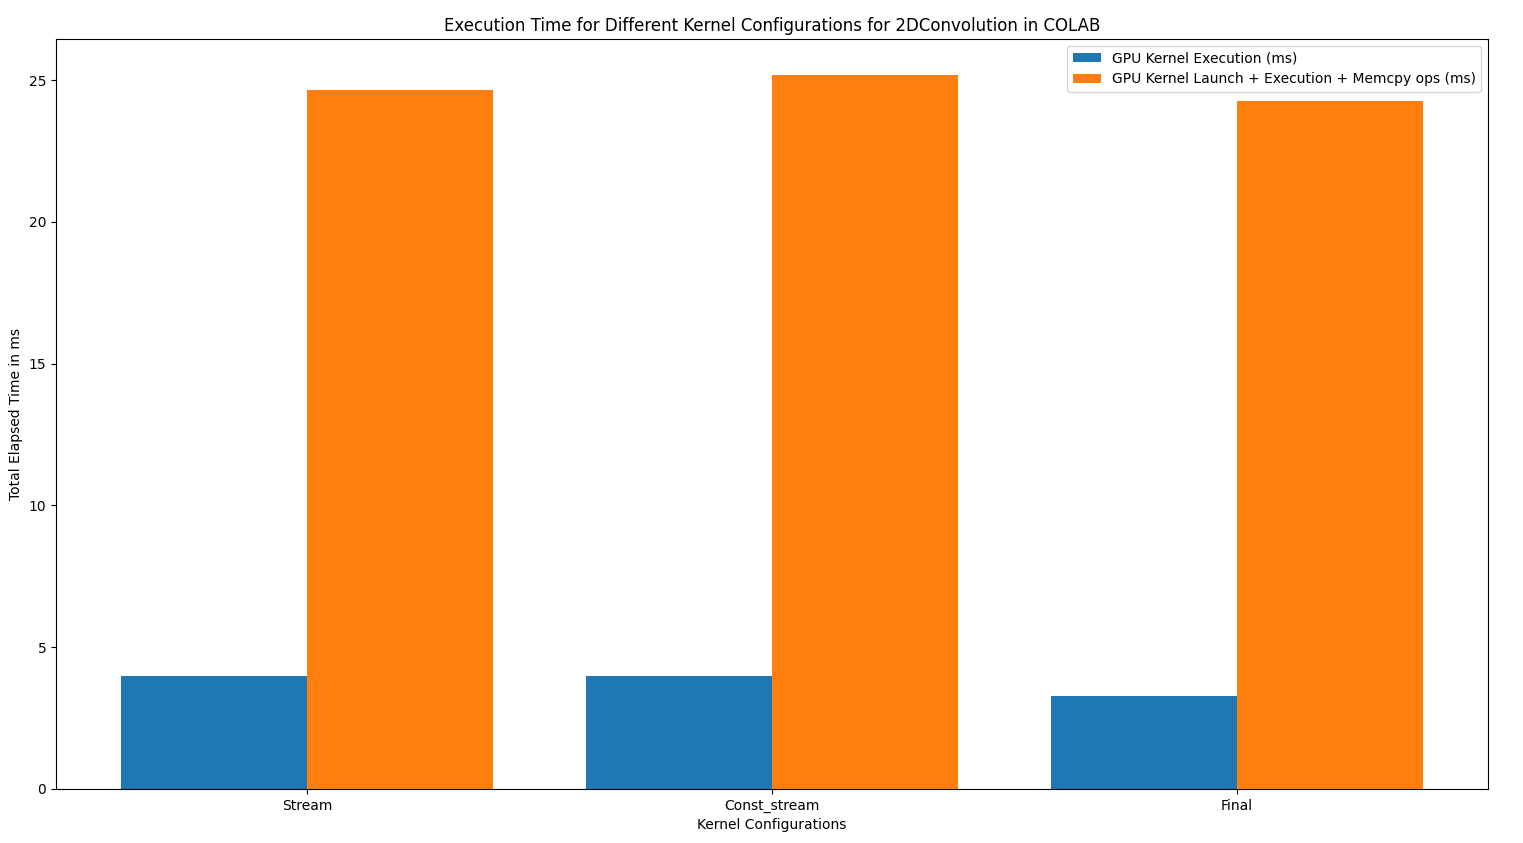 Execution Time for Different Kernel Configurations for 2DConvolution in COLAB
GPU Kernel Execution (ms)
GPU Kernel Launch + Execution + Memcpy ops (ms)
Total Elapsed Time in ms
25
20
15
10
5
0
Stream Const_stream Final
Kernel Configurations